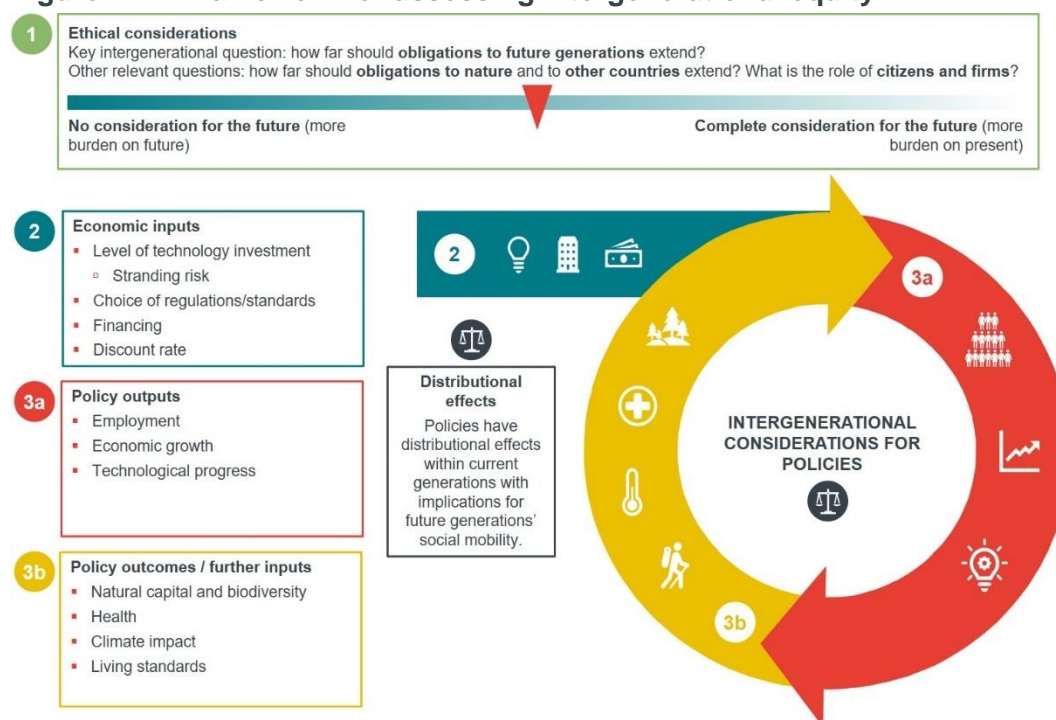 1
Ethical considerations
Key intergenerational question: how far should obligations to future generations extend?
Other relevant questions: how far should obligations to nature and to other countries extend? What is the role of citizens and firms?
No consideration for the future (more
burden on future)
Complete consideration for the future (more
burden on present)
2
Economic inputs
Level of technology investment
Stranding risk
Choice of regulations/standards
Financing
Discount rate
3a
Policy outputs
Employment
Economic growth
Technological progress
3b
Policy outcomes / further inputs
Natural capital and biodiversity
Health
Climate impact
Living standards
2
Distributional
effects
Policies have
distributional effects
within current
generations with
implications for
future generations'
social mobility.
3a
INTERGENERATIONAL
CONSIDERATIONS FOR
POLICIES
3b